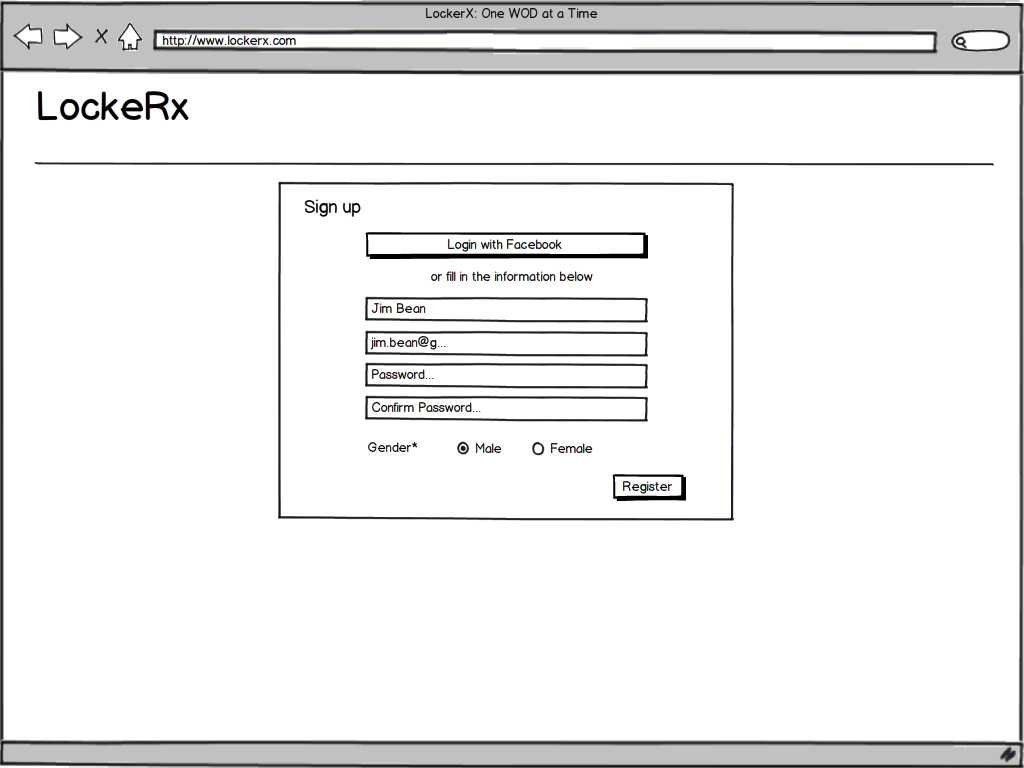 LockerX: One WOD at a Time
http://www.lockerx.com
LockeRx
Sign up
Login with Facebook
or fill in the information below
Jim Bean
jim.bean@g...
Password...
Confirm Password...
Gender* Male Female
Register